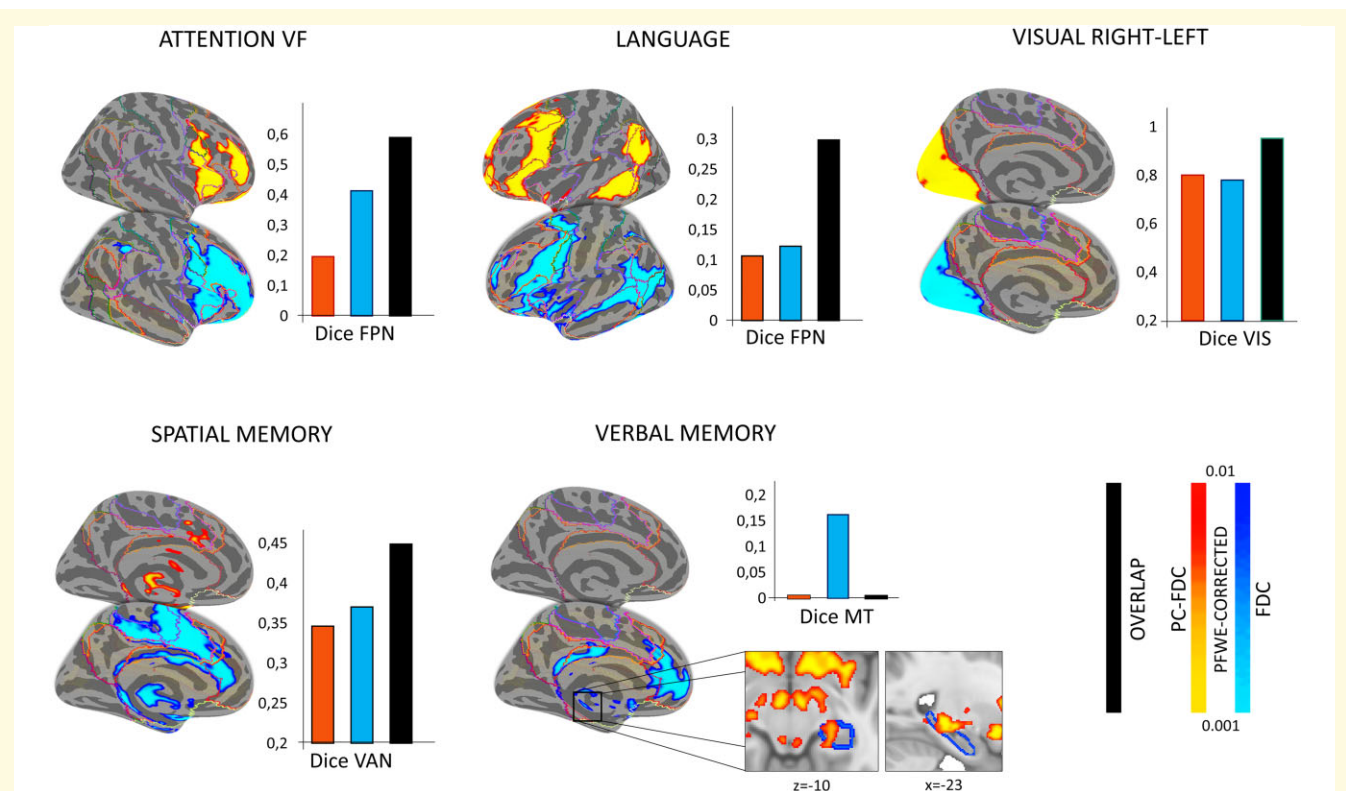 ATTENTION VF
0,6
0,5
0,4
0,3
0,2
0,1
0
Dice FPN
LANGUAGE
0,3
0,25
0,2
0,15
0,1
0,05
0
Dice FPN
VISUAL RIGHT-LEFT
1
0,8
0,6
0,4
0,2
Dice VIS
SPATIAL MEMORY
0,45
0,4
0,35
0,3
0,25
0,2
Dice VAN
VERBAL MEMORY
0,2
0,15
0,1
0,05
0
Dice MT
z=-10
x=-23
0.01
OVERLAP
PC-FDC
PFWE-CORRECTED
FDC
0.001